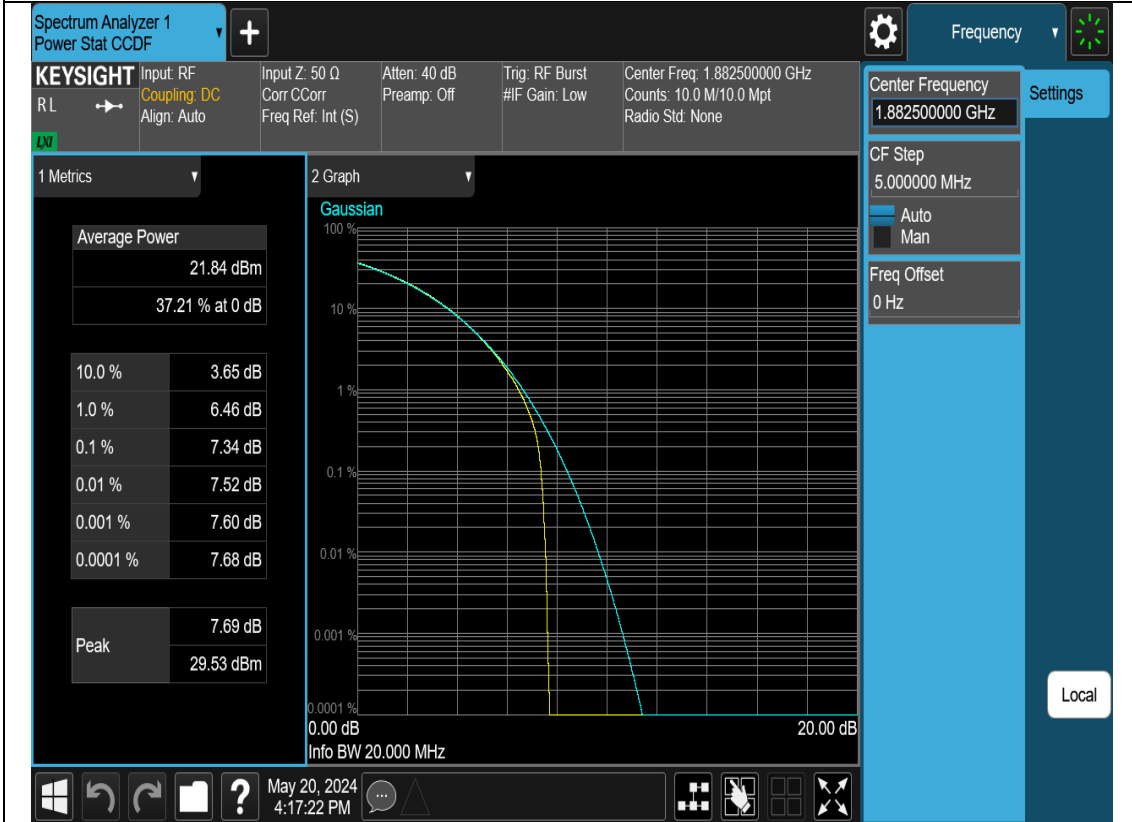 Spectrum Analyzer 1
Power Stat CCDF
+
Frequency
KEYSIGHT
RL
LXI
Input: RF
Coupling: DC
Align: Auto
Input Z: 50 Ω
Corr CCorr
Freq Ref: Int (S)
Atten: 40 dB
Preamp: Off
Trig: RF Burst
#IF Gain: Low
Center Freq: 1.882500000 GHz
Counts: 10.0 M/10.0 Mpt
Radio Std: None
Center Frequency
1.882500000 GHz
Settings
CF Step
5.000000 MHz
Auto
Man
Freq Offset
0 Hz
1 Metrics
Average Power
21.84 dBm
37.21 % at 0 dB
10.0 % 3.65 dB
1.0 % 6.46 dB
0.1 % 7.34 dB
0.01 % 7.52 dB
0.001 % 7.60 dB
0.0001 % 7.68 dB
Peak
7.69 dB
29.53 dBm
2 Graph
Gaussian
100 %
10 %
1 %
0.1 %
0.01 %
0.001 %
0.0001 %
0.00 dB 20.00 dB
Info BW 20.000 MHz
Local
?
May 20, 2024
4:17:22 PM